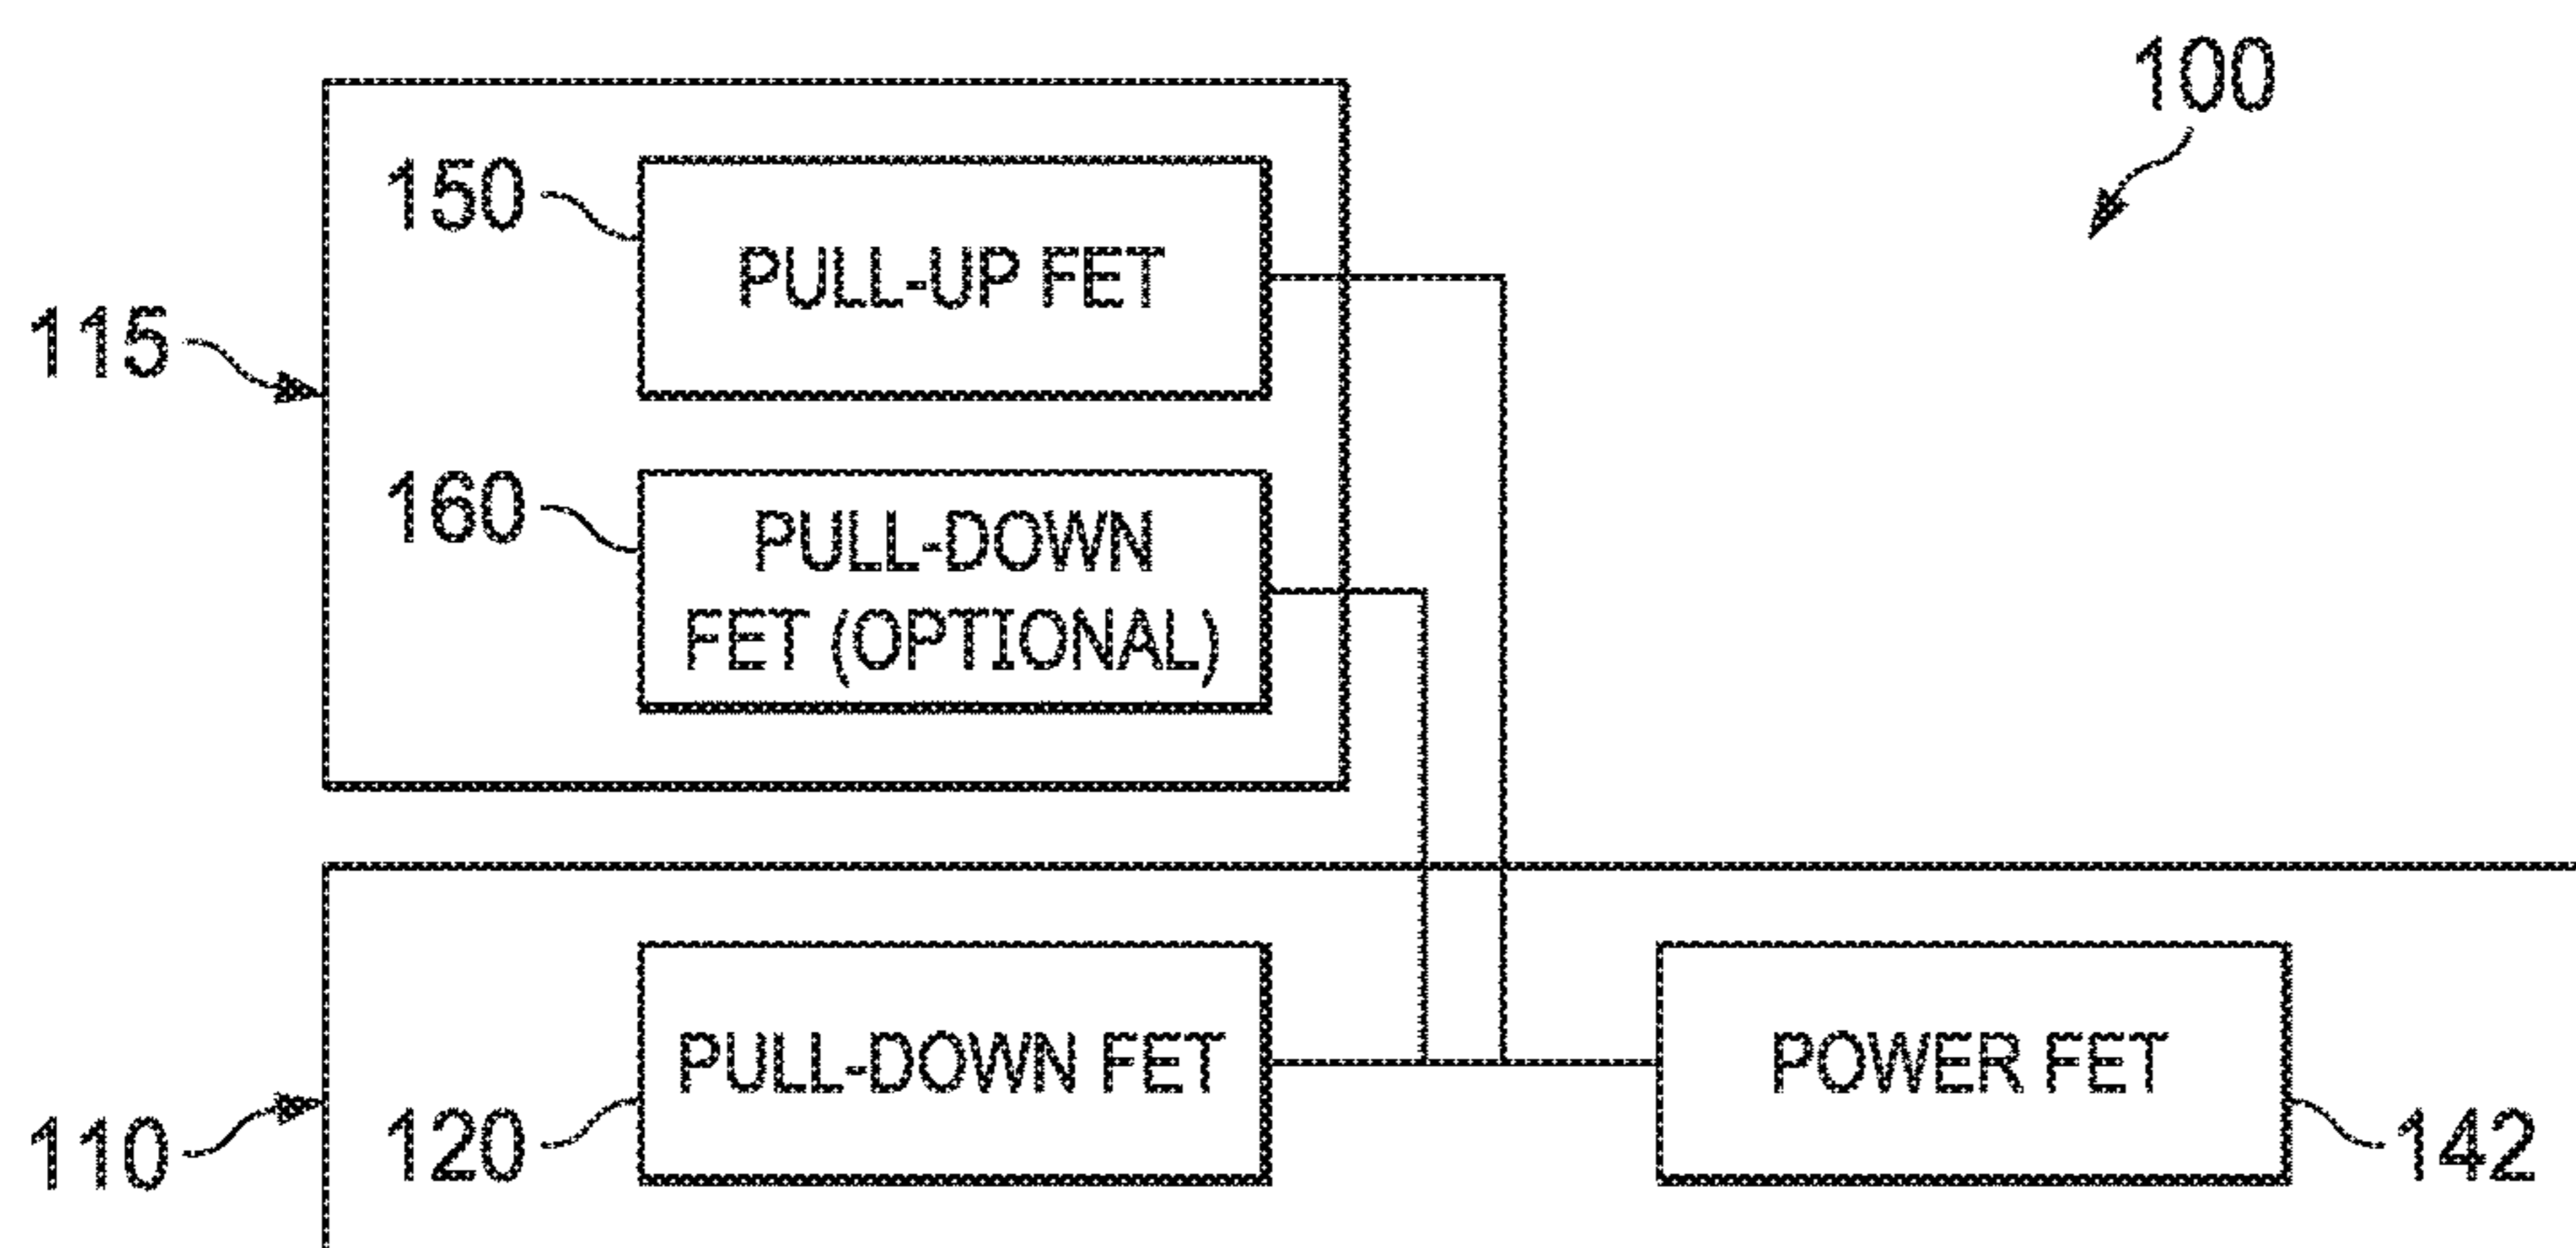 100
150
PULL-UP FET
115
160
PULL-DOWN
FET (OPTIONAL)
110
120
PULL-DOWN FET
POWER FET
142